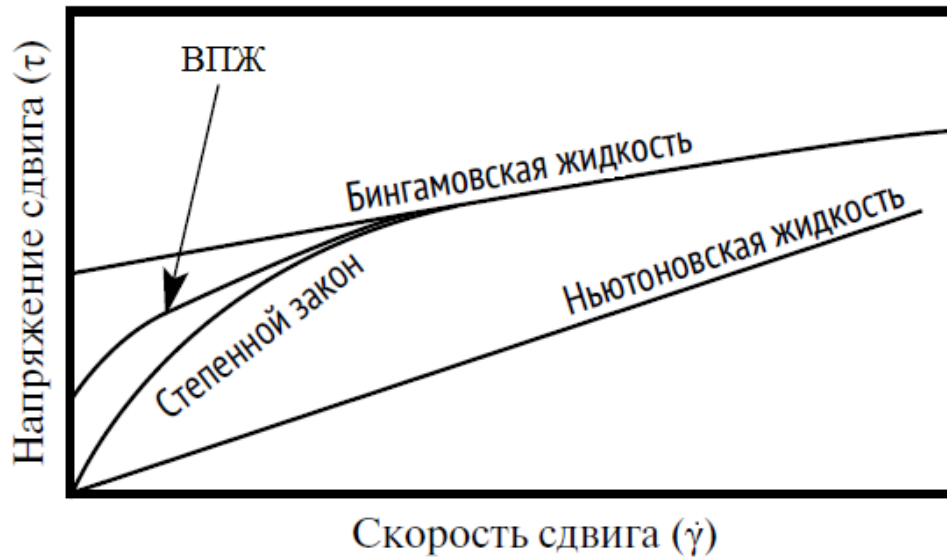 Напряжение сдвига (τ)
ВПЖ
Бингамовская жидкость
Ньютоновская жидкость
Степенной закон
Скорость сдвига (γ̇)